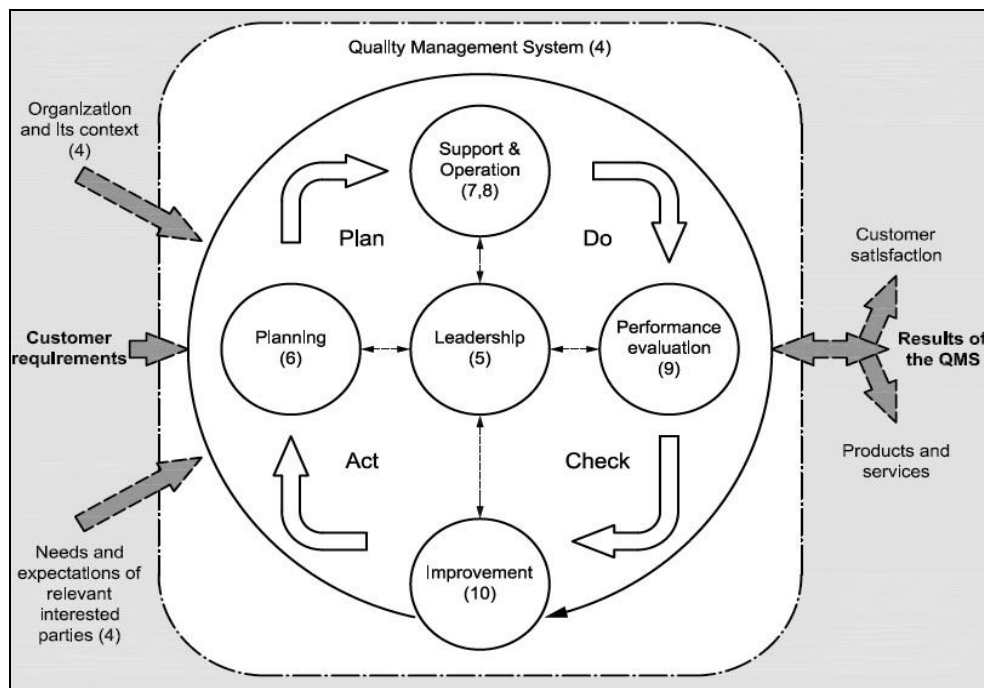 Quality Management System (4)
Organization
and its context
(4)
Support &
Operation
(7,8)
Plan
Do
Customer
satisfaction
Customer
requirements
Planning
(6)
Leadership
(5)
Performance
evaluation
(9)
Results of
the QMS
Act
Check
Products and
services
Needs and
expectations of
relevant
interested
parties (4)
Improvement
(10)